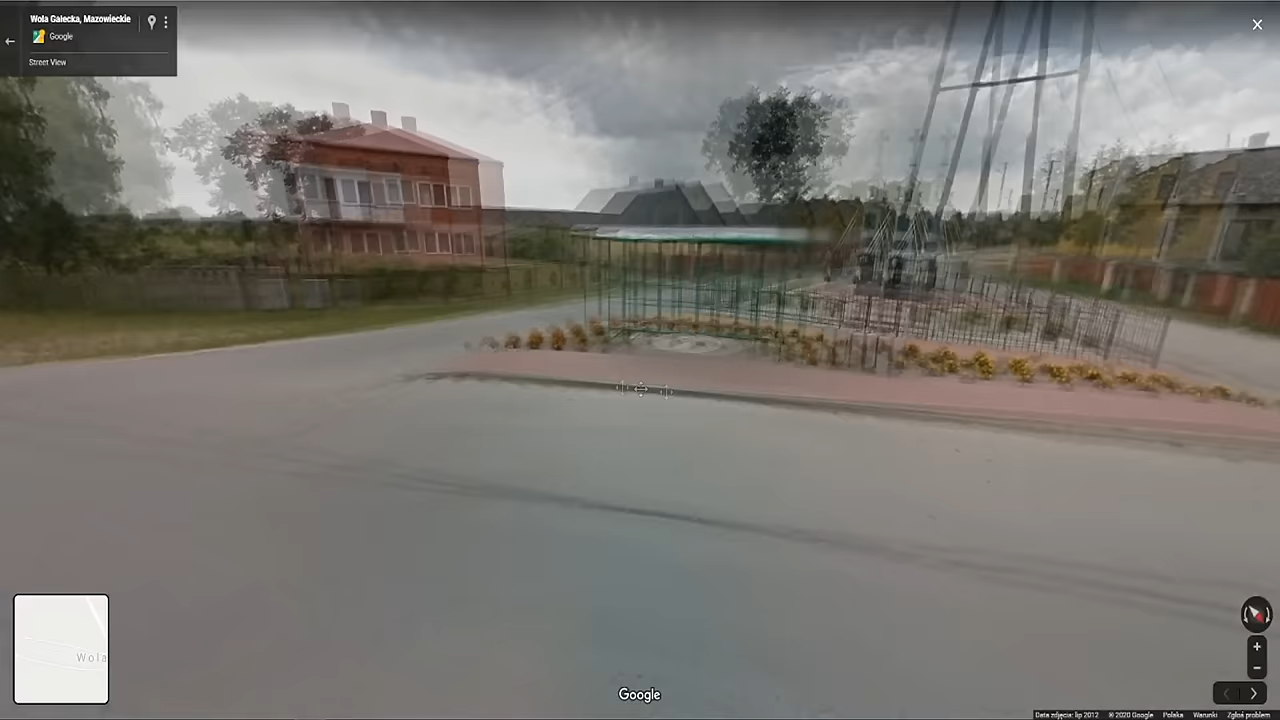 Wola Gałecka, Mazowieckie
Google
Street View
Wola
Google
Data zdjęcia: lip 2012 © 2020 Google Polska Warunki Zgłoś problem